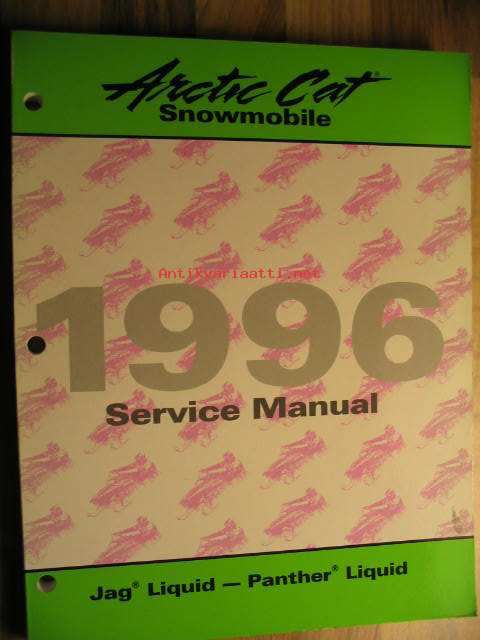 Arctic Cat®
Snowmobile
Antikvariaatti.net
1996
Service Manual
Jag® Liquid — Panther® Liquid